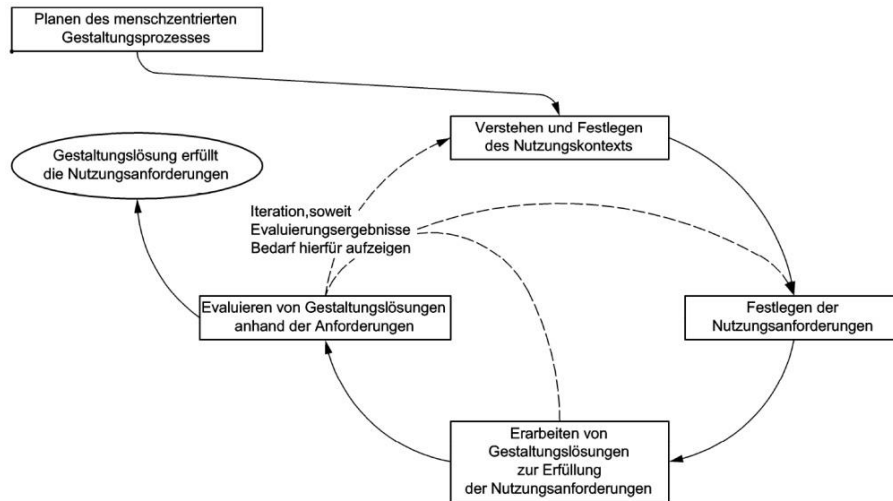 Planen des menschzentrierten
Gestaltungsprozesses
Verstehen und Festlegen
des Nutzungskontexts
Gestaltungslösung erfüllt
die Nutzungsanforderungen
Iteration,soweit
Evaluierungsergebnisse
Bedarf hierfür aufzeigen
Evaluieren von Gestaltungslösungen
anhand der Anforderungen
Festlegen der
Nutzungsanforderungen
Erarbeiten von
Gestaltungslösungen
zur Erfüllung
der Nutzungsanforderungen